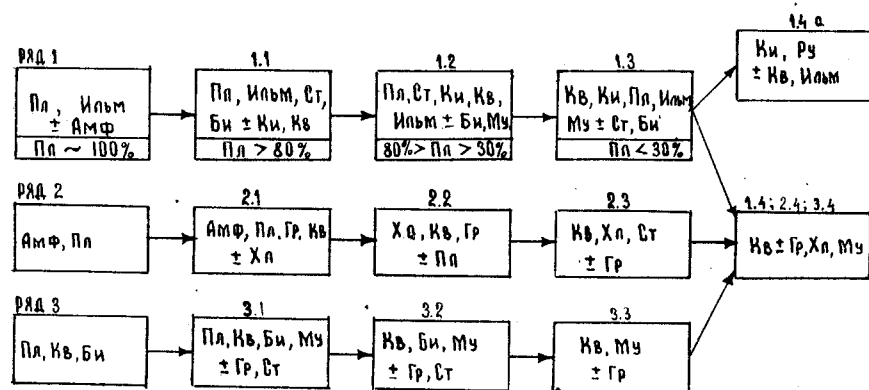 1.4а
РЯД 1
1.1
1.2
1.3
Ки, Ру
± Кв, Ильм
Пл, Ильм
± Амф
Пл ~ 100%
Пл, Ильм, Ст,
Би ± Ки, Кв
Пл > 80%
Пл, Ст, Ки, Кв,
Ильм ± Би, Му
80% > Пл > 30%
Кв, Ки, Пл, Ильм
Му ± Ст, Би
Пл < 30%
РЯД 2
2.1
2.2
2.3
1.4; 2.4; 3.4
Амф, Пл
Амф, Пл, Гр, Кв
± Хл
Хл, Кв, Гр
± Пл
Кв, Хл, Ст
± Гр
Кв ± Гр, Хл, Му
РЯД 3
3.1
3.2
3.3
Пл, Кв, Би
Пл, Кв, Би, Му
± Гр, Ст
Кв, Би, Му
± Гр, Ст
Кв, Му
± Гр